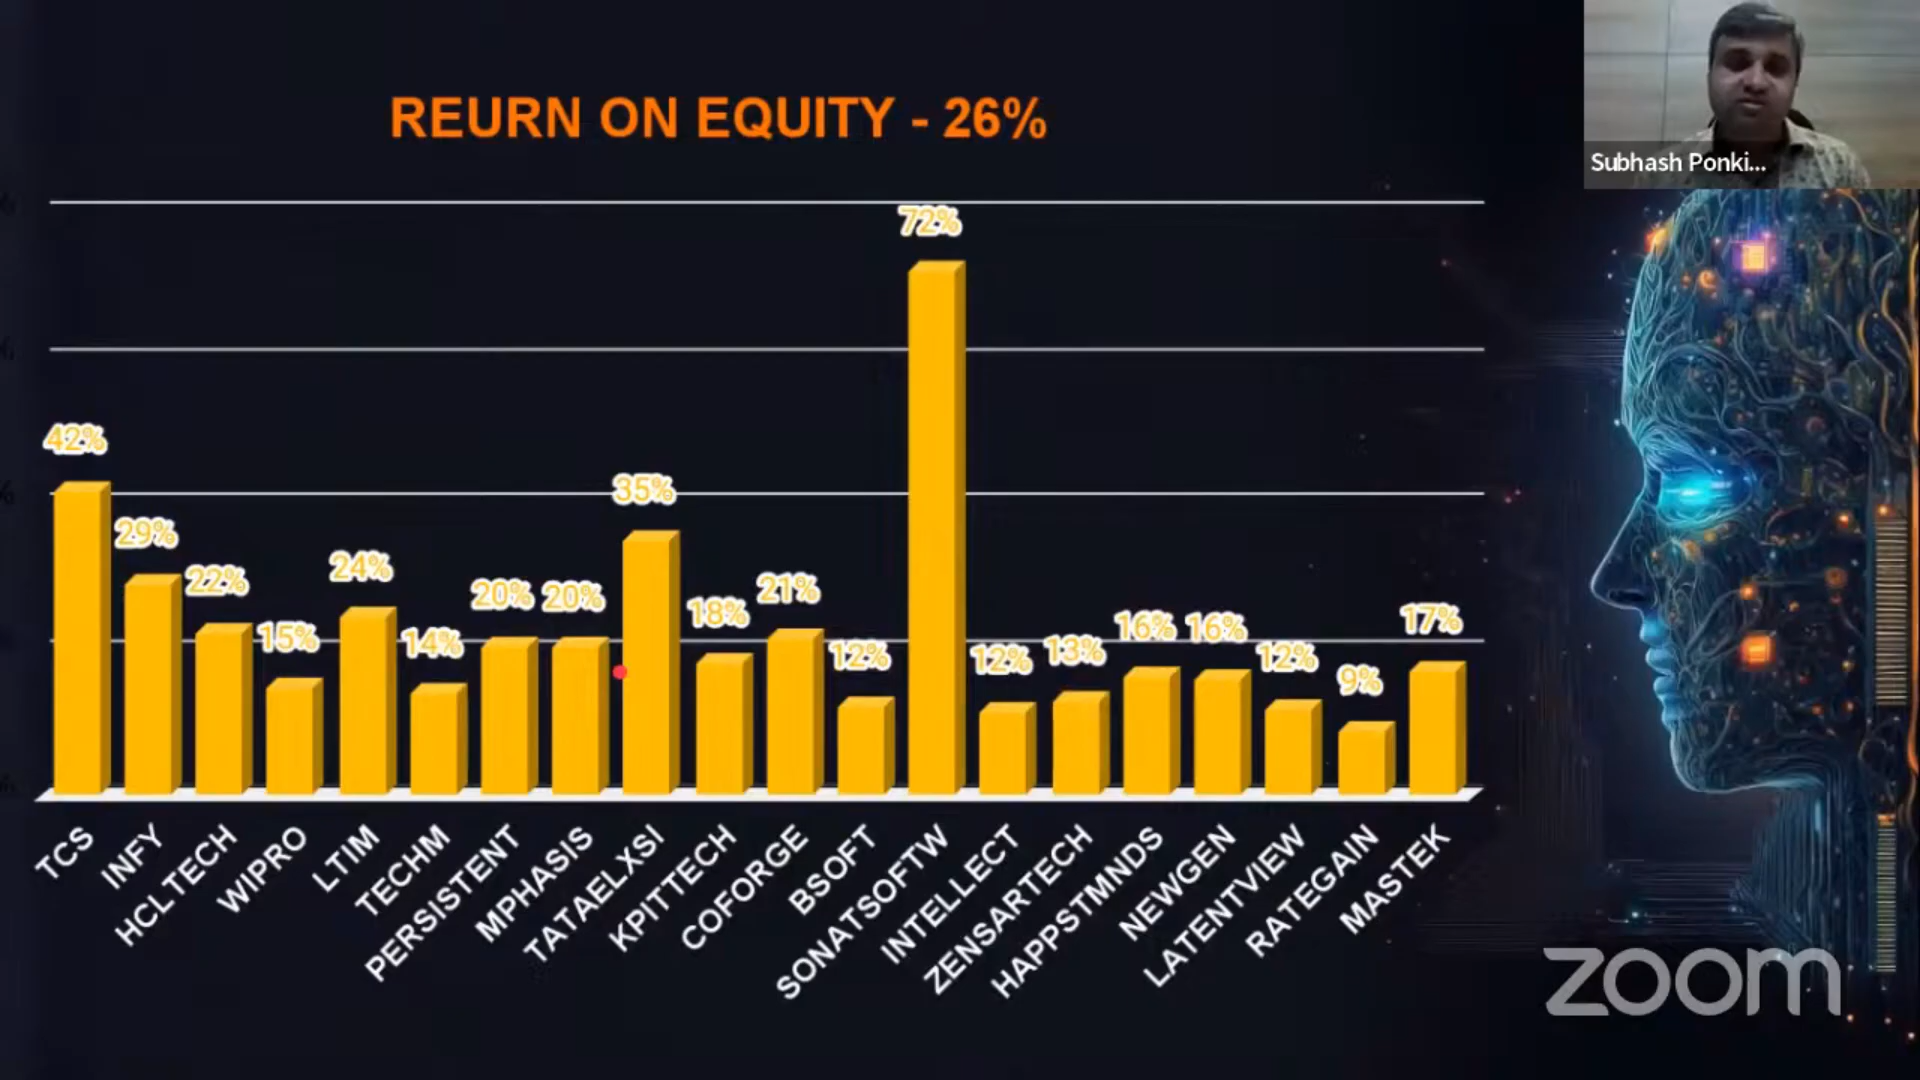 REURN ON EQUITY - 26%
Subhash Ponki...
72%
42%
35%
29%
24%
22%
21%
20%
20%
18%
17%
16%
16%
15%
14%
13%
12%
12%
12%
9%
TCS
INFY
HCLTECH
WIPRO
LTIM
TECHM
PERSISTENT
MPHASIS
TATAELXSI
KPITTECH
COFORGE
BSOFT
SONATSOFTW
INTELLECT
ZENSARTECH
HAPPSTMNDS
NEWGEN
LATENTVIEW
RATEGAIN
MASTEK
zoom